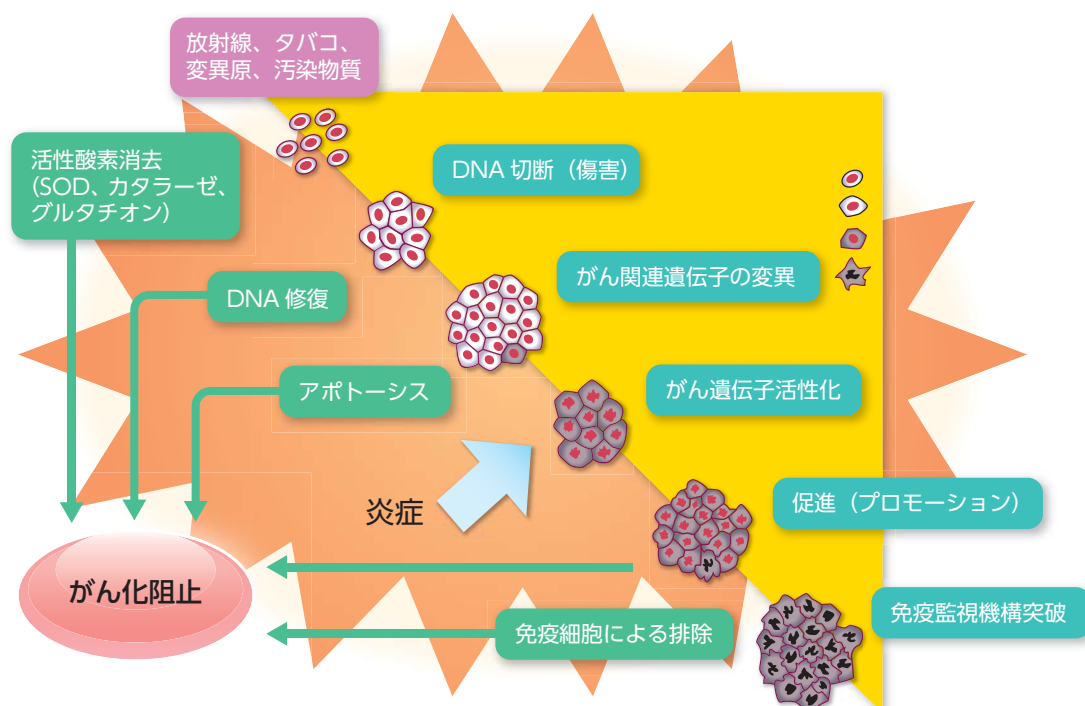 放射線、タバコ、
変異原、汚染物質
活性酸素消去
(SOD、カタラーゼ、
グルタチオン)
DNA 切断（傷害）
がん関連遺伝子の変異
DNA 修復
アポトーシス
がん遺伝子活性化
炎症
促進（プロモーション）
がん化阻止
免疫細胞による排除
免疫監視機構突破